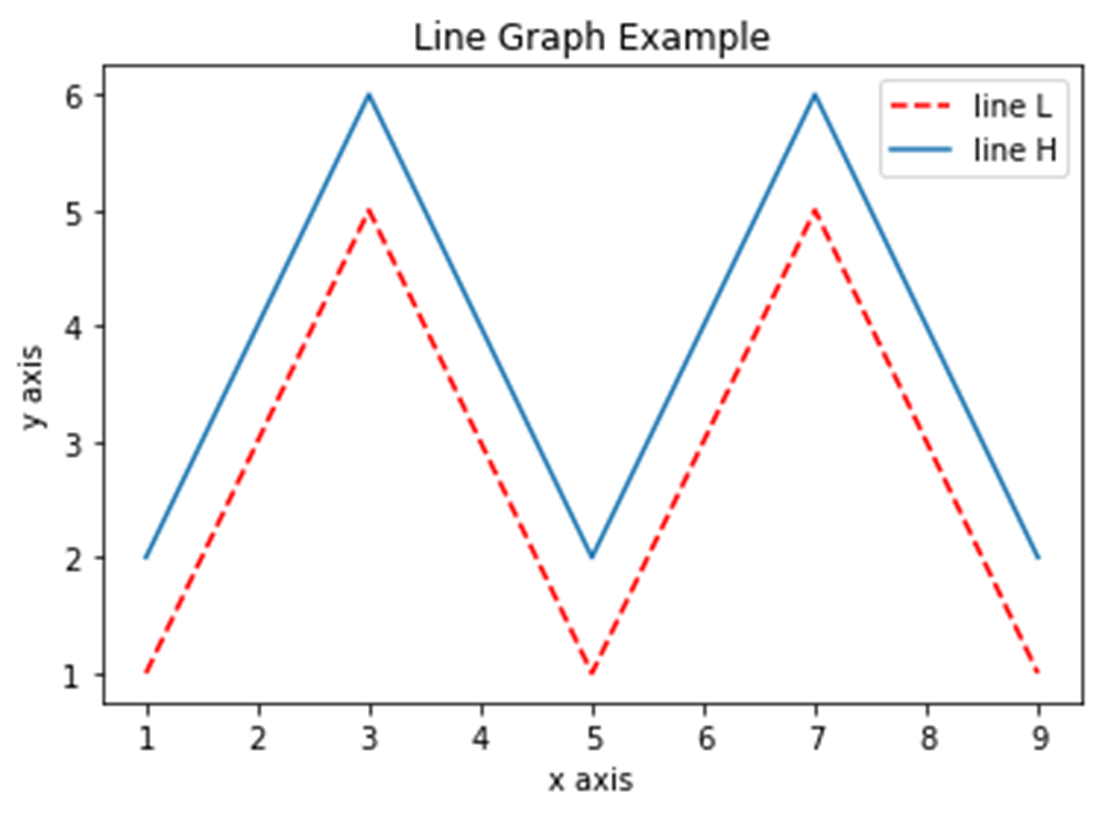 Line Graph Example
line L
line H
6
5
4
3
2
1
y axis
1 2 3 4 5 6 7 8 9
x axis